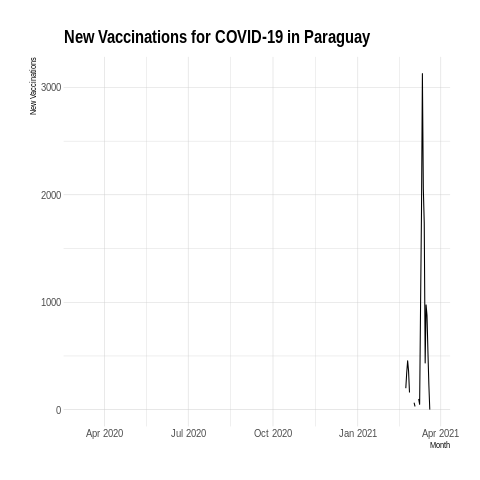 New Vaccinations for COVID-19 in Paraguay
New Vaccinations
3000
2000
1000
0
Apr 2020 Jul 2020 Oct 2020 Jan 2021 Apr 2021
Month